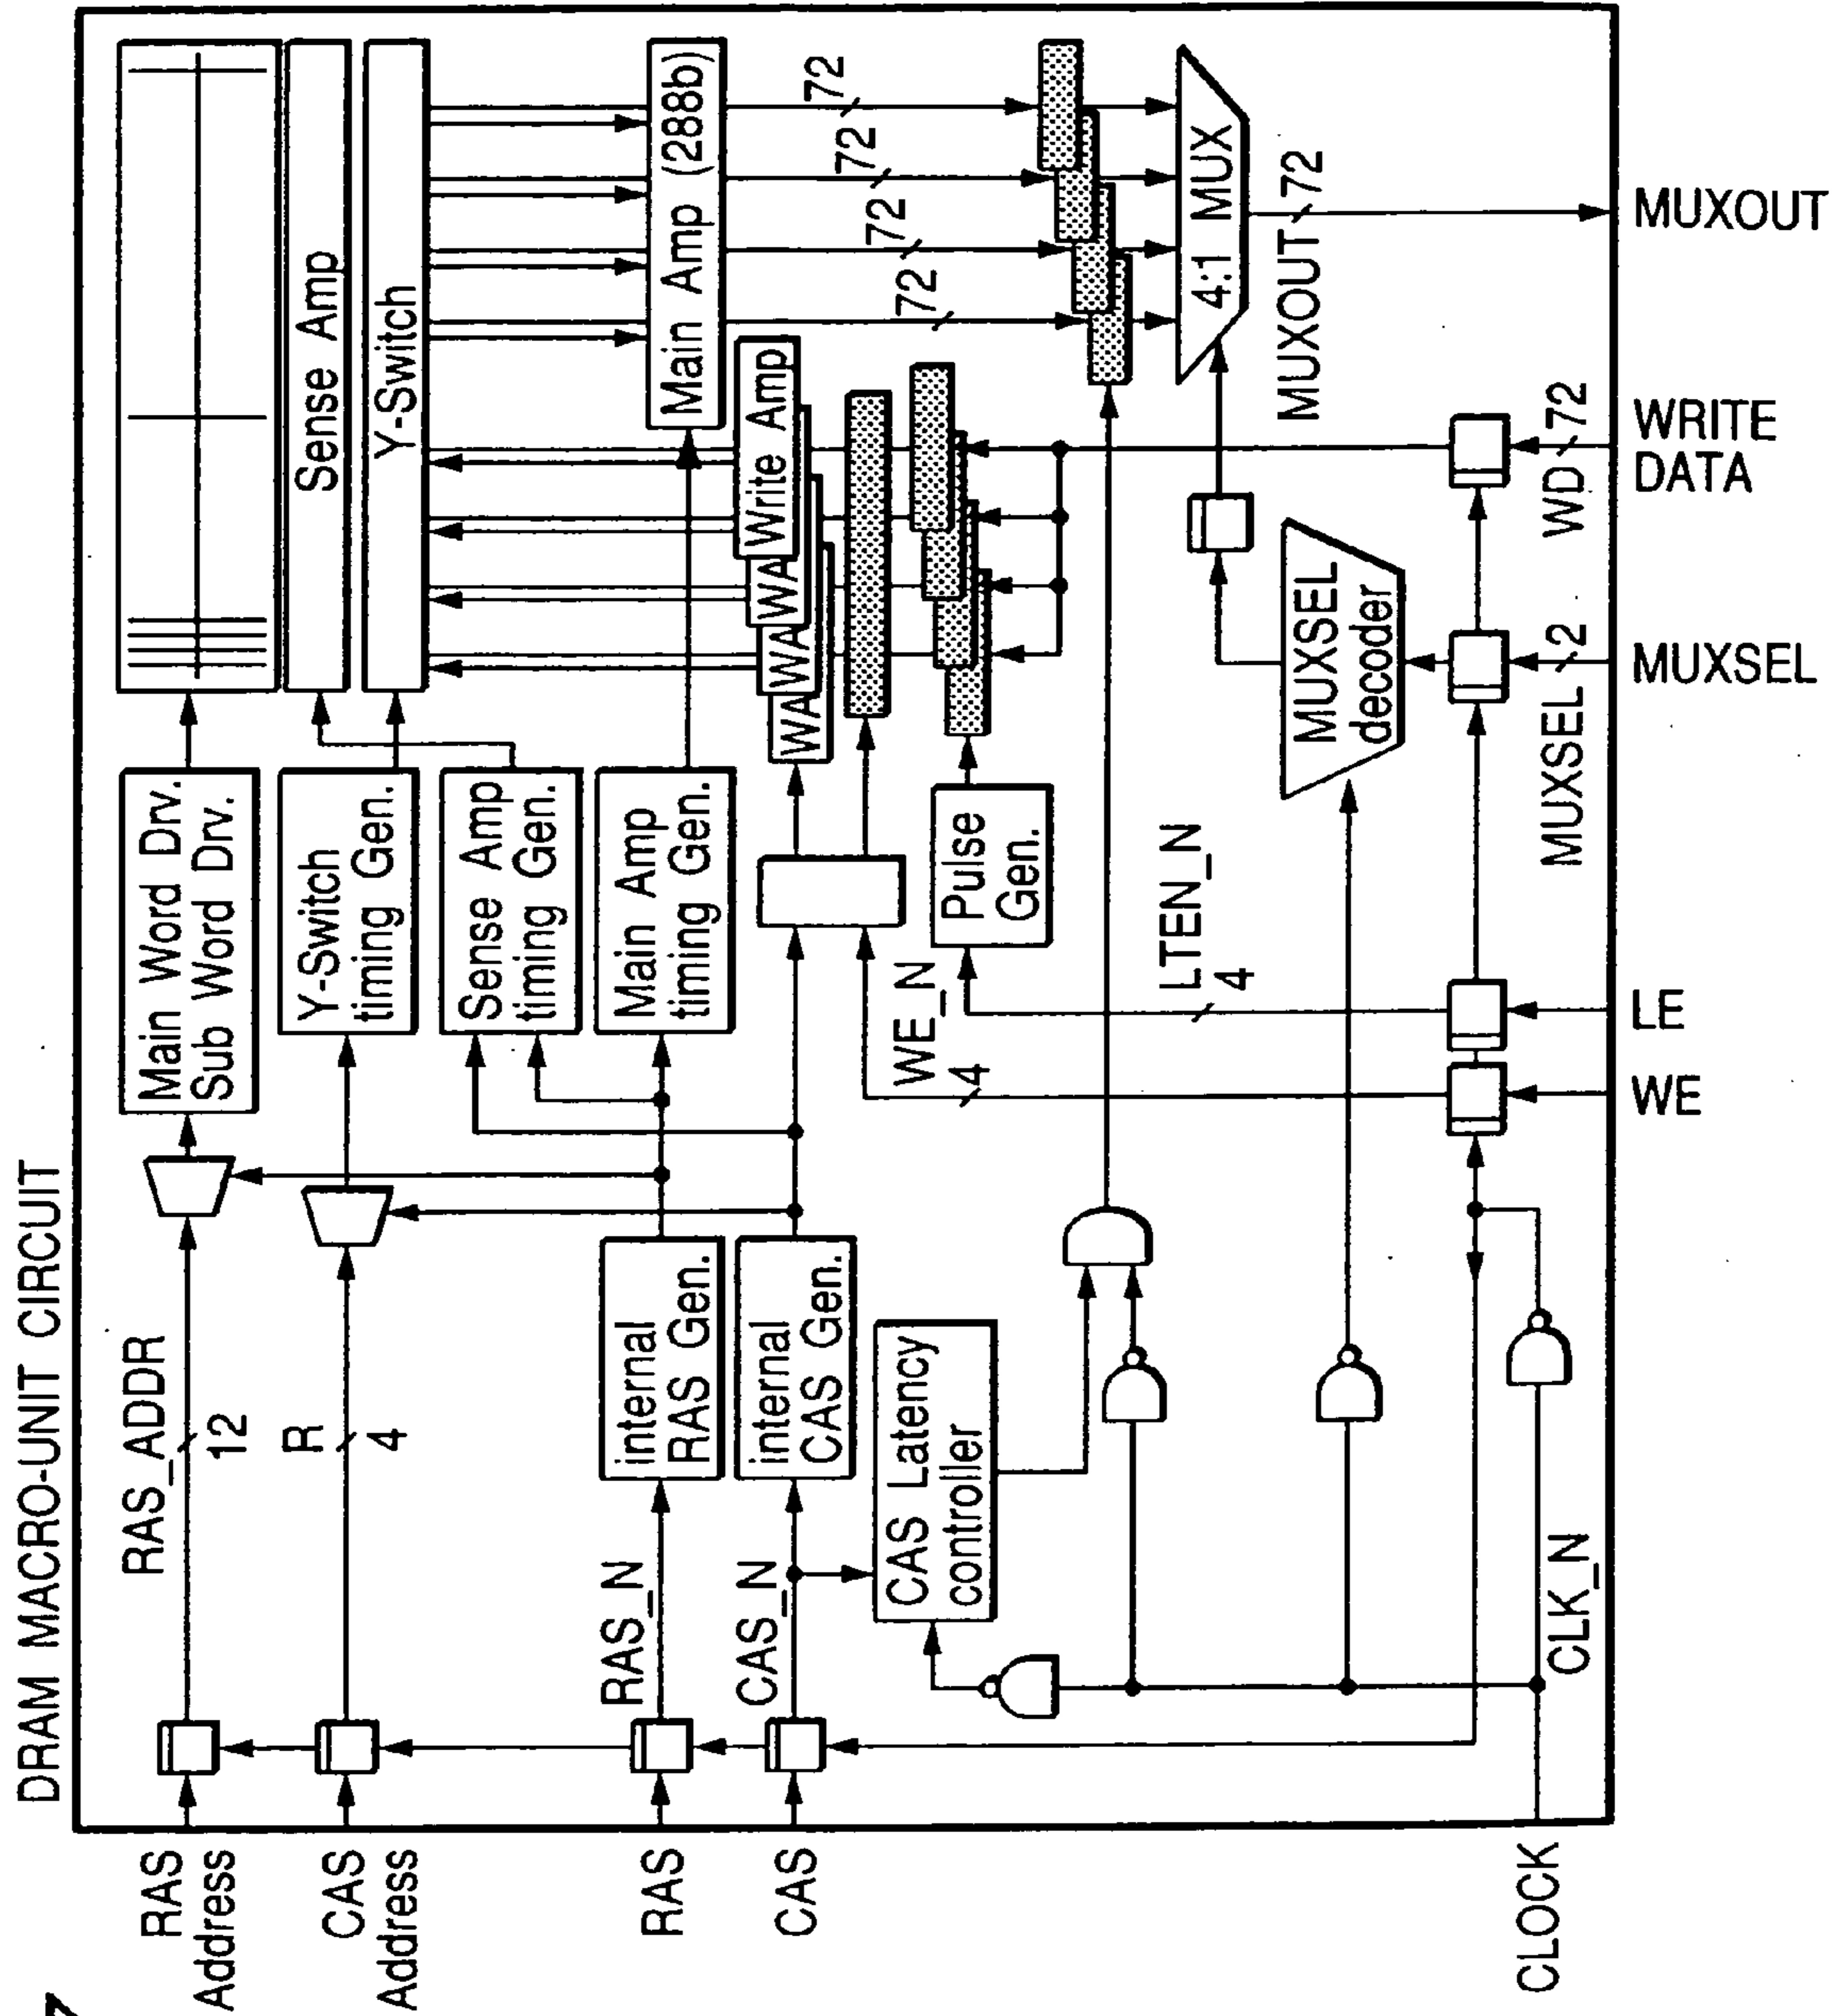 DRAM MACRO-UNIT CIRCUIT
RAS
Address
CAS
Address
RAS
CAS
CLOCK
RAS_ADDR
12
R
4
RAS_N
CAS_N
internal
RAS Gen.
internal
CAS Gen.
CAS Latency
controller
CLK_N
Main Word Drv.
Sub Word Drv.
Y-Switch
timing Gen.
Sense Amp
timing Gen.
Main Amp
timing Gen.
WE_N
4
Pulse
Gen.
LTEN_N
4
Sense Amp
Y-Switch
Main Amp (288b)
Write Amp
WA
WA
WA
72
72
72
72
4:1 MUX
MUXOUT
72
MUXSEL
decoder
MUXSEL
2
WD
72
WE
LE
MUXSEL
WRITE
DATA
MUXOUT